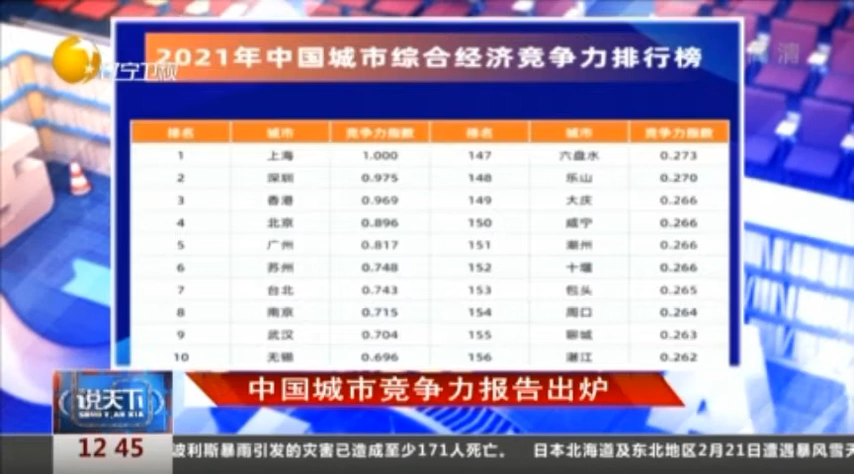 辽宁卫视
高清
2021年中国城市综合经济竞争力排行榜
排名 城市 竞争力指数 排名 城市 竞争力指数
1 上海 1.000 147 六盘水 0.273
2 深圳 0.975 148 乐山 0.270
3 香港 0.969 149 大庆 0.266
4 北京 0.896 150 咸宁 0.266
5 广州 0.817 151 潮州 0.266
6 苏州 0.748 152 十堰 0.266
7 台北 0.743 153 包头 0.265
8 南京 0.715 154 周口 0.264
9 武汉 0.704 155 聊城 0.263
10 无锡 0.696 156 湛江 0.262
说天下
SHUO TIAN XIA
中国城市竞争力报告出炉
12 45
波利斯暴雨引发的灾害已造成至少171人死亡。 日本北海道及东北地区2月21日遭遇暴风雪天